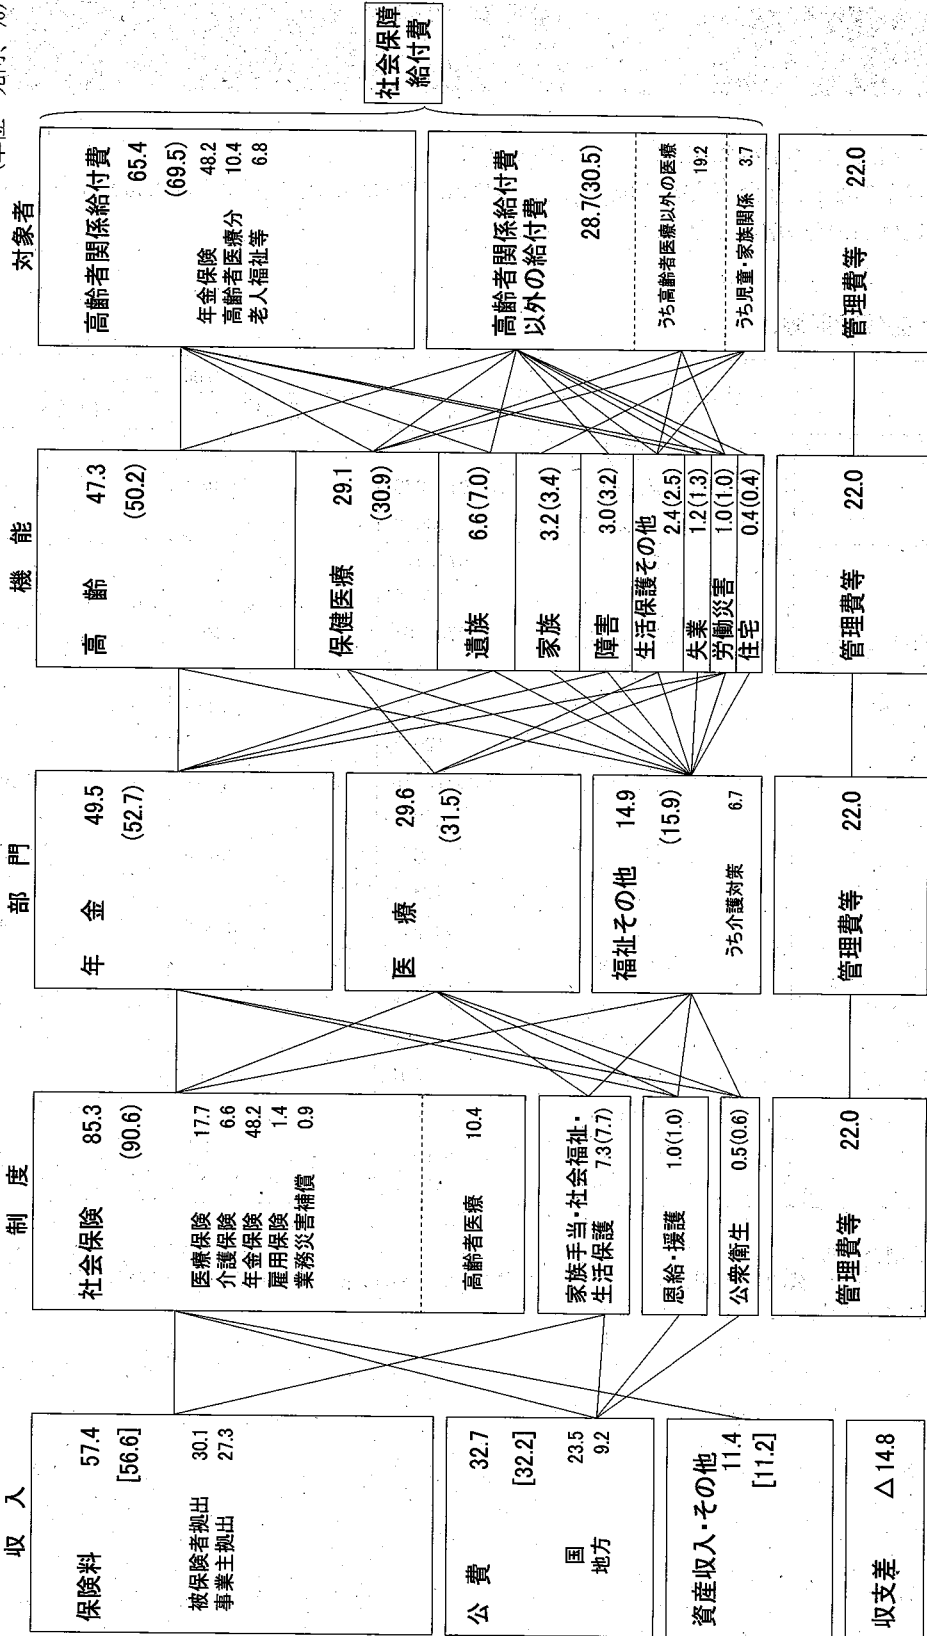 収 入
保険料 57.4
[56.6]
被保険者拠出 30.1
事業主拠出 27.3
公 費 32.7
[32.2]
国 23.5
地方 9.2
資産収入・その他
11.4
[11.2]
収支差 △14.8
制 度
社会保険 85.3
(90.6)
医療保険 17.7
介護保険 6.6
年金保険 48.2
雇用保険 1.4
業務災害補償 0.9
高齢者医療 10.4
家族手当・社会福祉・
生活保護 7.3(7.7)
恩給・援護 1.0(1.0)
公衆衛生 0.5(0.6)
管理費等 22.0
部 門
年 金 49.5
(52.7)
医 療 29.6
(31.5)
福祉その他 14.9
(15.9)
うち介護対策 6.7
管理費等 22.0
機 能
高 齢 47.3
(50.2)
保健医療 29.1
(30.9)
遺族 6.6(7.0)
家族 3.2(3.4)
障害 3.0(3.2)
生活保護その他
2.4(2.5)
失業 1.2(1.3)
労働災害 1.0(1.0)
住宅 0.4(0.4)
管理費等 22.0
対象者
高齢者関係給付費
65.4
(69.5)
年金保険 48.2
高齢者医療分 10.4
老人福祉等 6.8
高齢者関係給付費
以外の給付費
28.7(30.5)
うち高齢者医療以外の医療
19.2
うち児童・家族関係 3.7
管理費等 22.0
社会保障
給付費